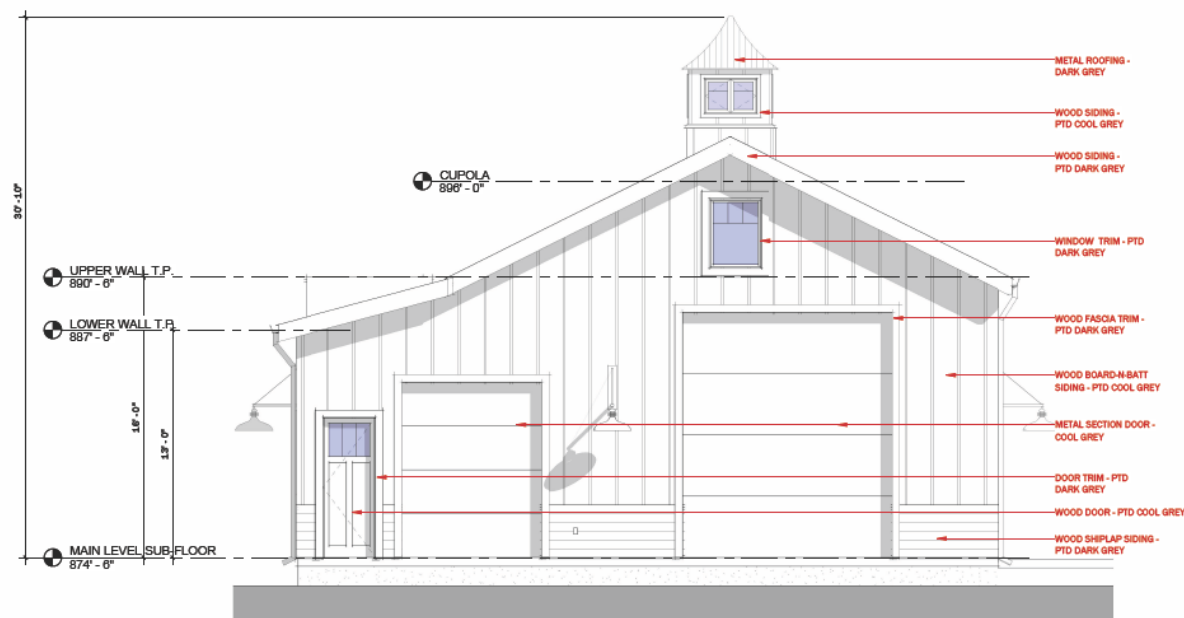 30'-10"
METAL ROOFING -
DARK GREY
WOOD SIDING -
PTD COOL GREY
WOOD SIDING -
PTD DARK GREY
CUPOLA
896' - 0"
WINDOW TRIM - PTD
DARK GREY
UPPER WALL T.P.
890' - 6"
LOWER WALL T.P.
887' - 6"
WOOD FASCIA TRIM -
PTD DARK GREY
WOOD BOARD-N-BATT
SIDING - PTD COOL GREY
16' -0"
13' - 0"
METAL SECTION DOOR -
COOL GREY
DOOR TRIM - PTD
DARK GREY
WOOD DOOR - PTD COOL GREY
WOOD SHIPLAP SIDING -
PTD DARK GREY
MAIN LEVEL SUB-FLOOR
874' - 6"